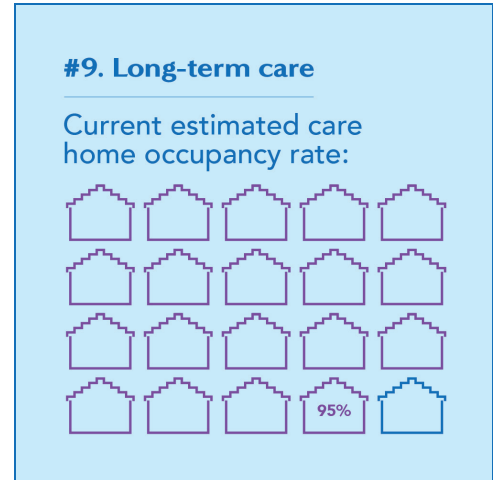 #9. Long-term care
Current estimated care
home occupancy rate:
95%